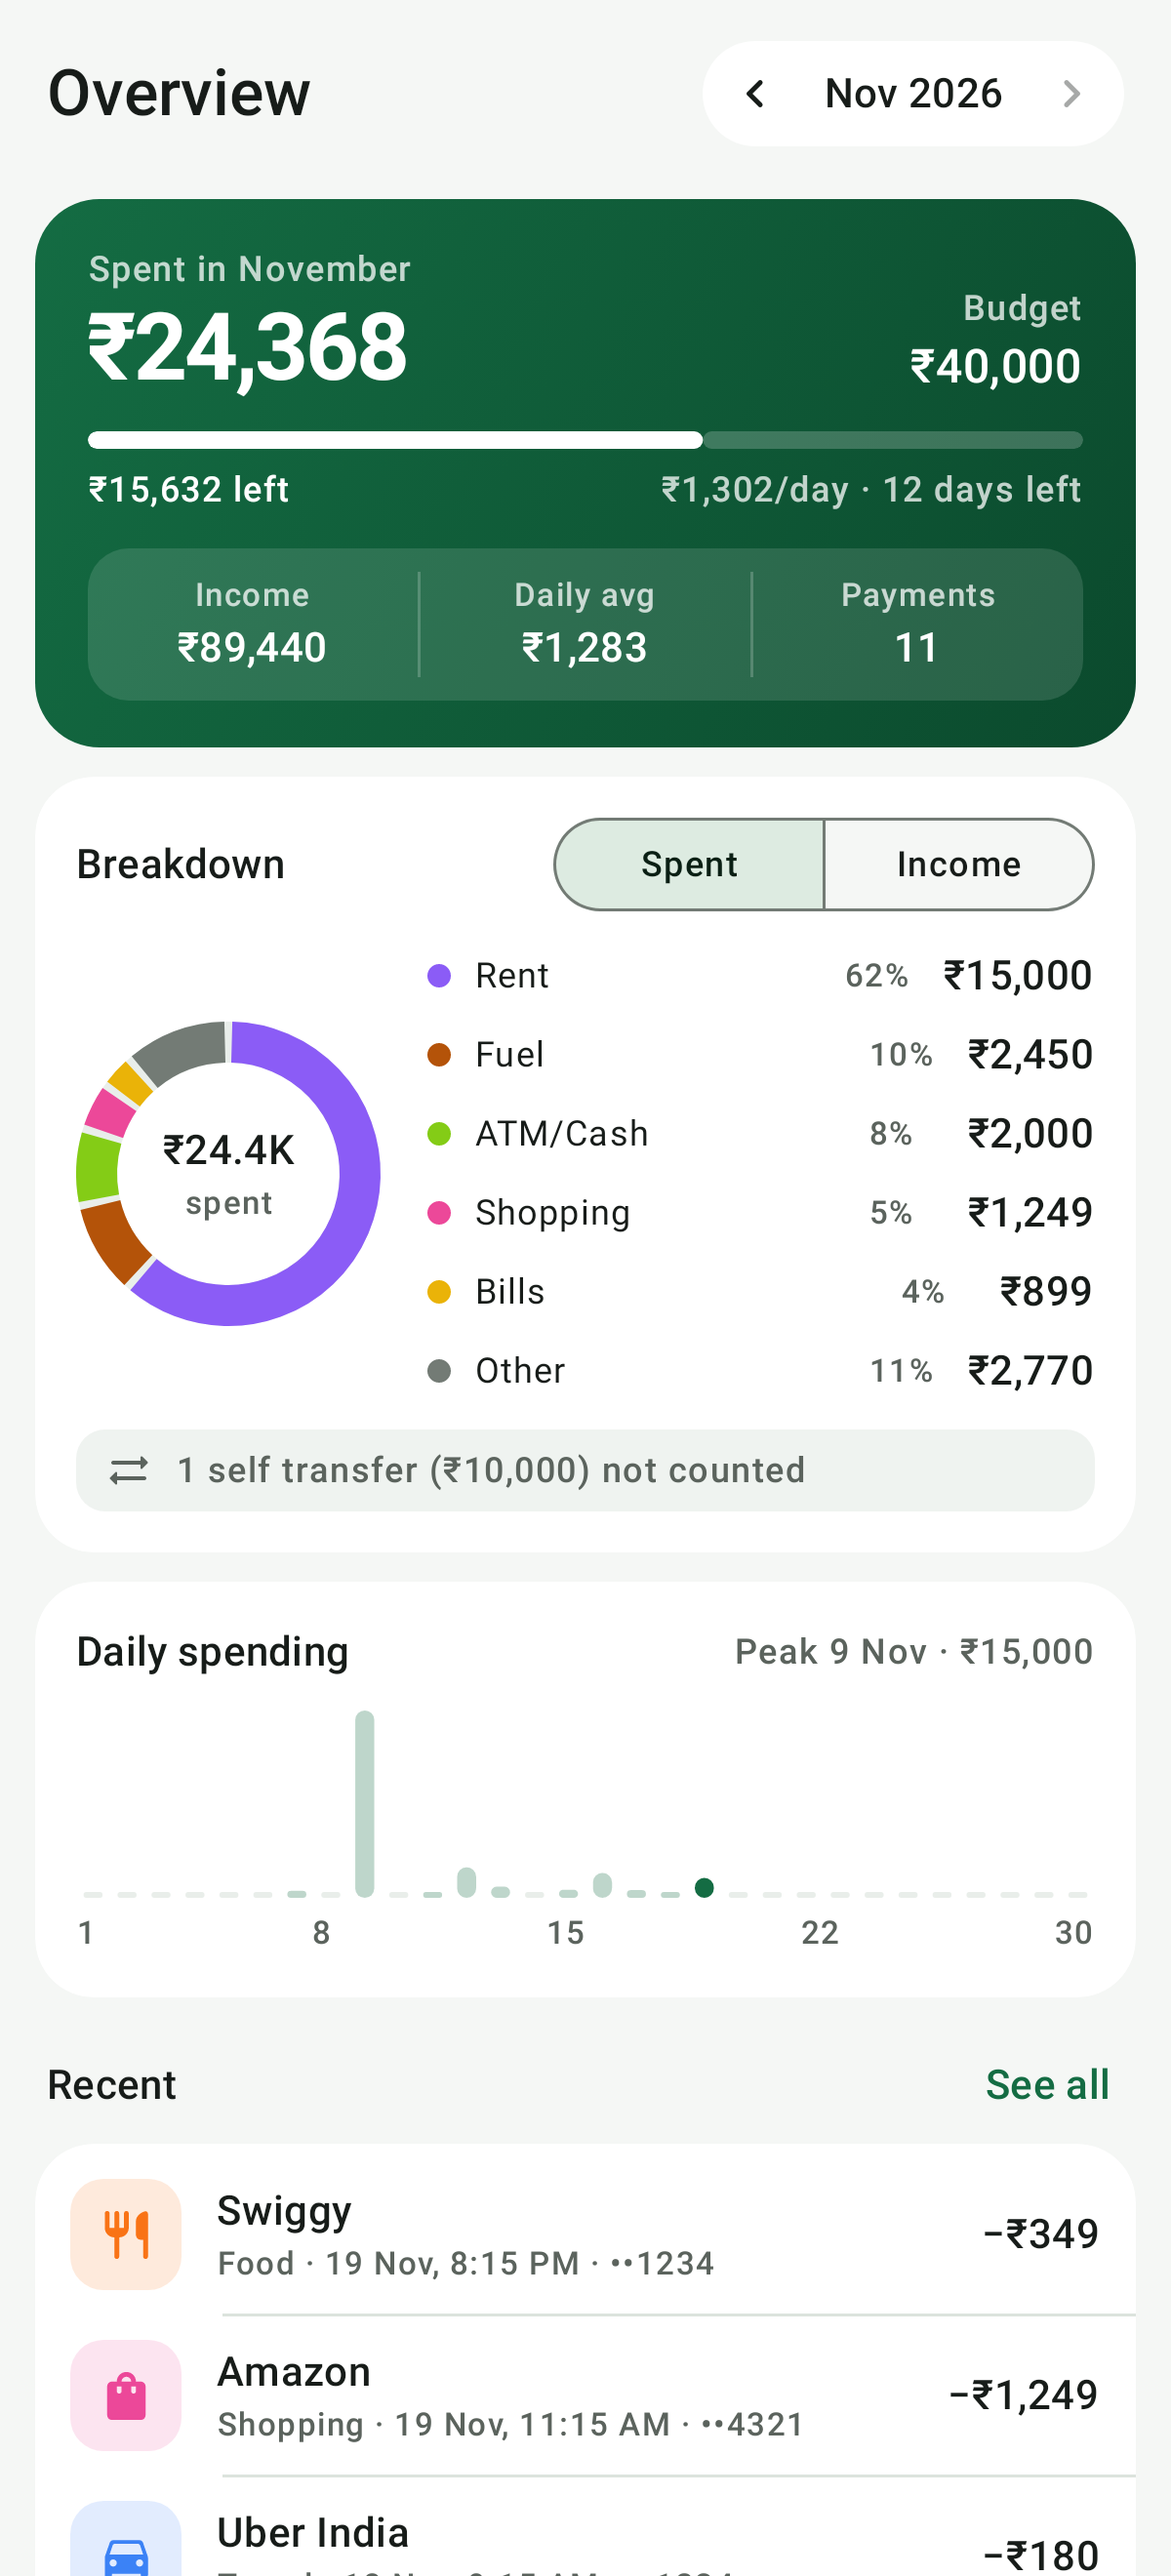 Overview
Nov 2026
Spent in November
₹24,368
Budget
₹40,000
₹15,632 left
₹1,302/day · 12 days left
Income
₹89,440
Daily avg
₹1,283
Payments
11
Breakdown
Spent
Income
₹24.4K
spent
Rent 62% ₹15,000
Fuel 10% ₹2,450
ATM/Cash 8% ₹2,000
Shopping 5% ₹1,249
Bills 4% ₹899
Other 11% ₹2,770
1 self transfer (₹10,000) not counted
Daily spending
Peak 9 Nov · ₹15,000
1 8 15 22 30
Recent
See all
Swiggy
Food · 19 Nov, 8:15 PM · ••1234
−₹349
Amazon
Shopping · 19 Nov, 11:15 AM · ••4321
−₹1,249
Uber India
−₹180